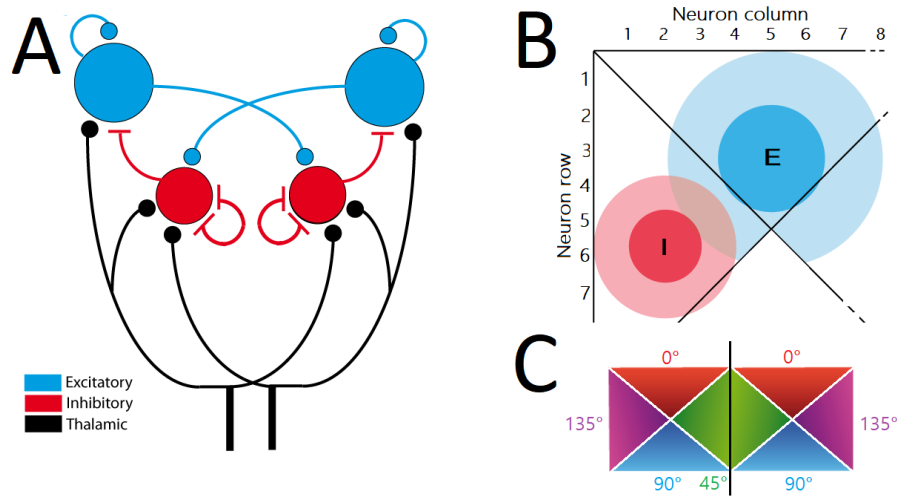 A
Excitatory
Inhibitory
Thalamic
B
Neuron column
1 2 3 4 5 6 7 8
Neuron row
1
2
3
4
5
6
7
E
I
C
0° 0°
135° 135°
90° 45° 90°